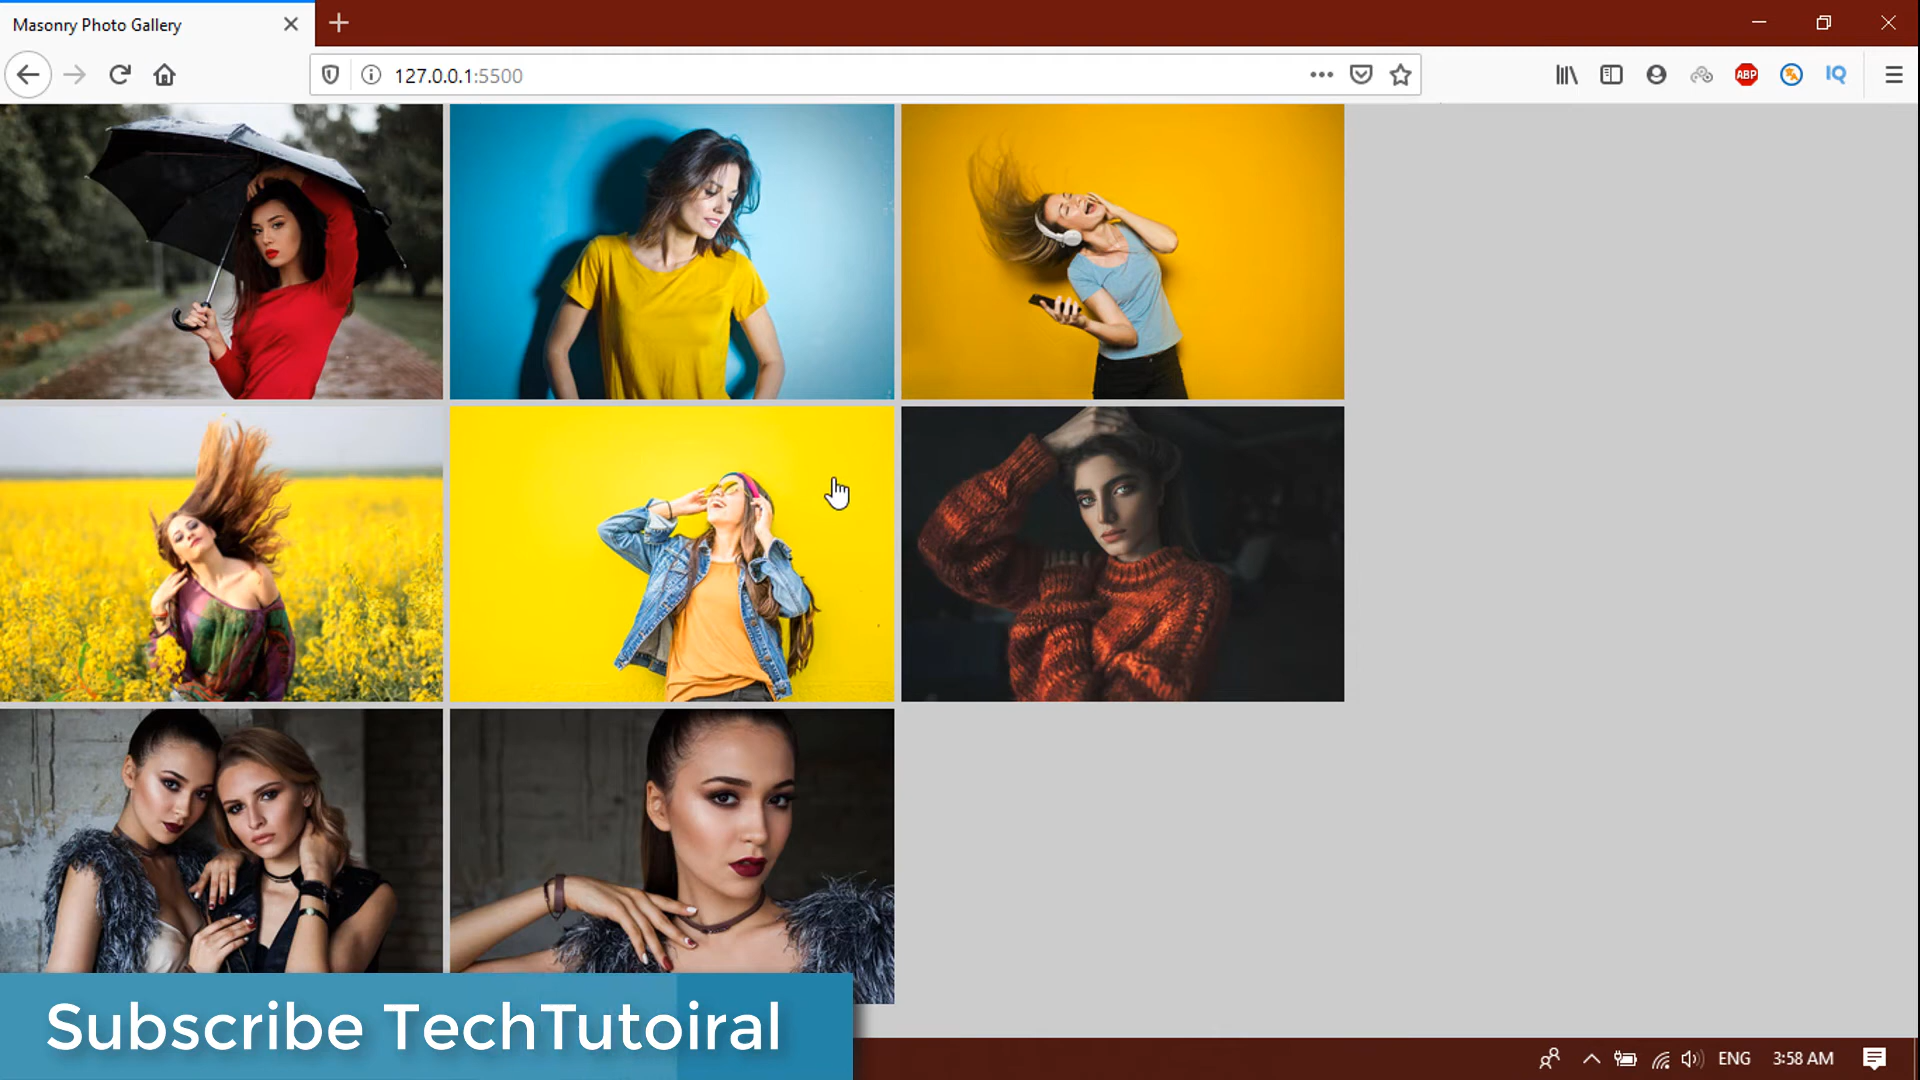 Masonry Photo Gallery
127.0.0.1:5500
ABP
IQ
Subscribe TechTutoiral
ENG
3:58 AM